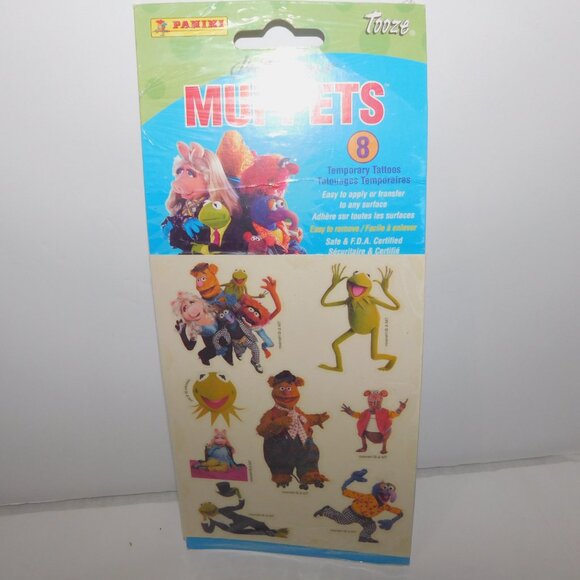 PANINI
Tooze
MUPPETS
8
Temporary Tattoos
Tatouages Temporaires
Easy to apply or transfer
to any surface
Adhère sur toutes les surfaces
Easy to remove / Facile à enlever
Safe & F.D.A. Certified
Sécuritaire & Certifié